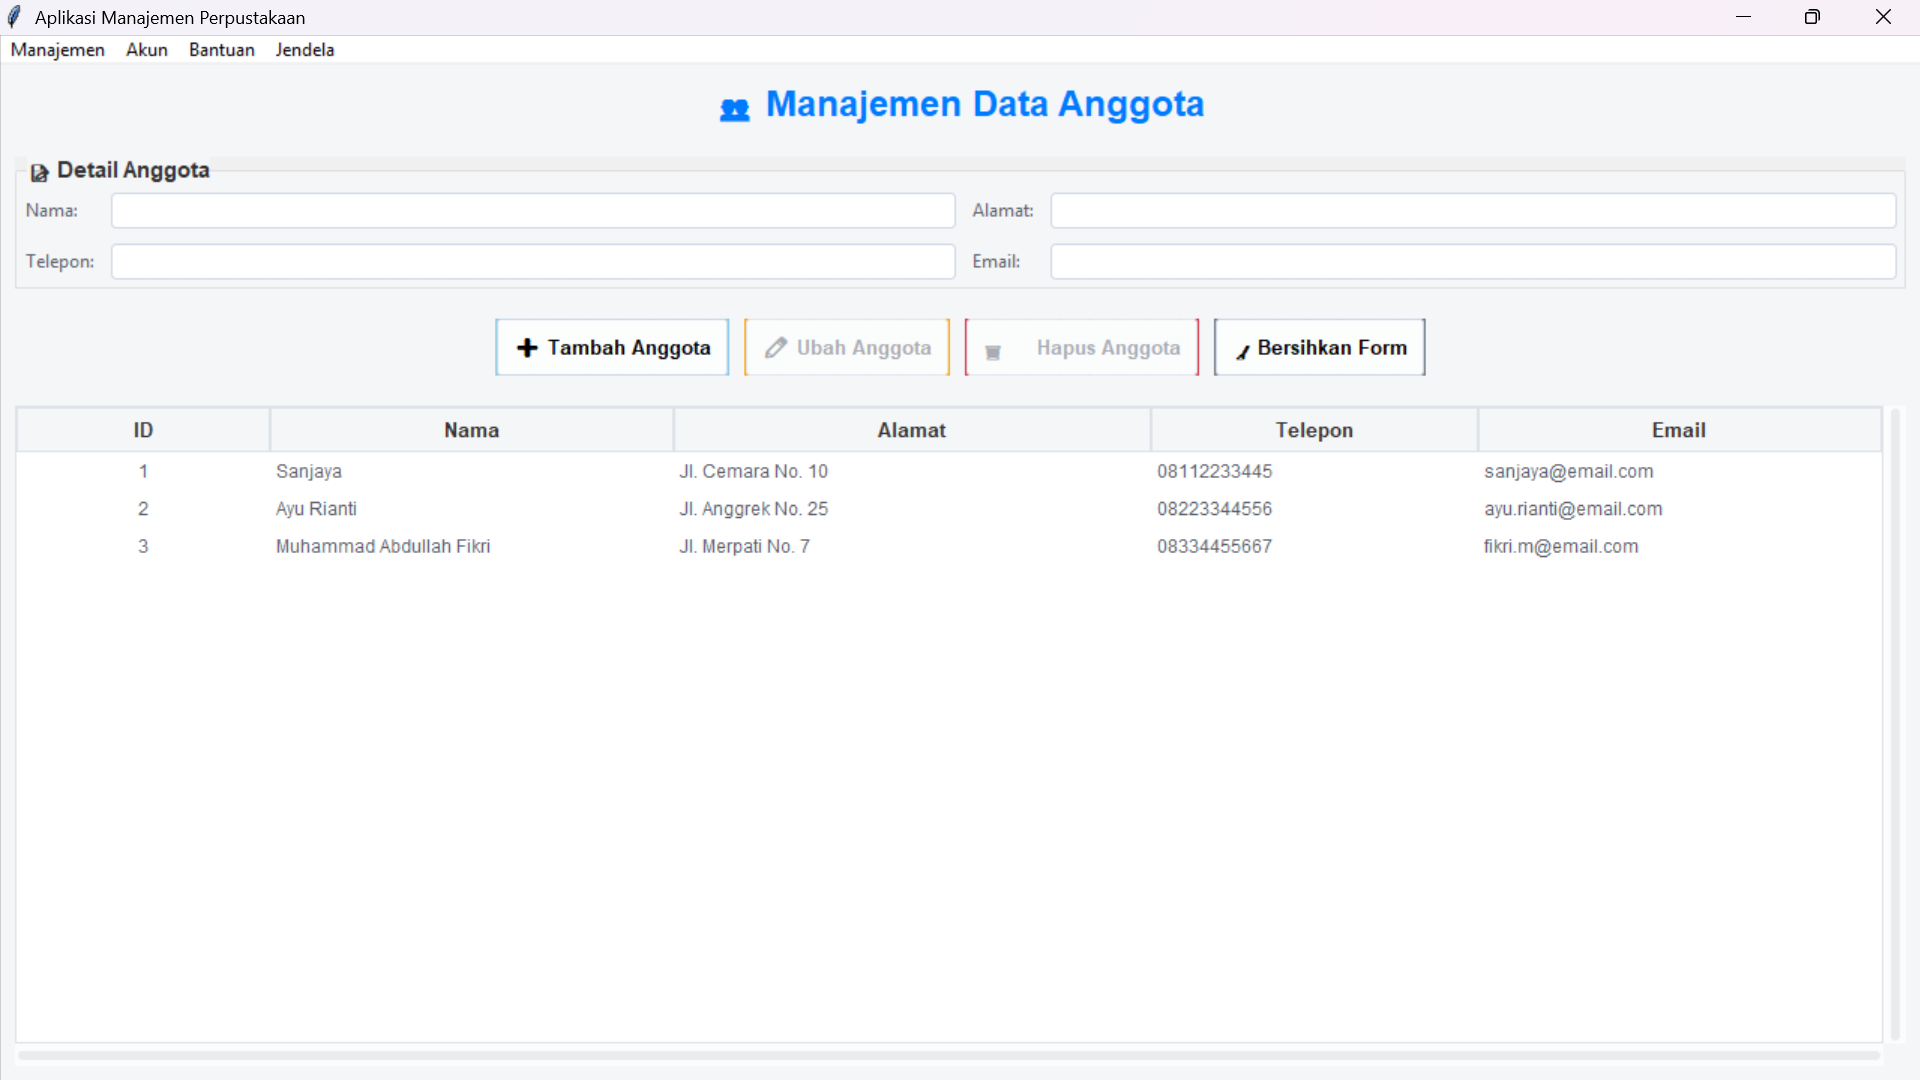 Aplikasi Manajemen Perpustakaan
Manajemen Akun Bantuan Jendela
Manajemen Data Anggota
Detail Anggota
Nama: Alamat:
Telepon: Email:
Tambah Anggota Ubah Anggota Hapus Anggota Bersihkan Form
ID Nama Alamat Telepon Email
1 Sanjaya Jl. Cemara No. 10 08112233445 sanjaya@email.com
2 Ayu Rianti Jl. Anggrek No. 25 08223344556 ayu.rianti@email.com
3 Muhammad Abdullah Fikri Jl. Merpati No. 7 08334455667 fikri.m@email.com